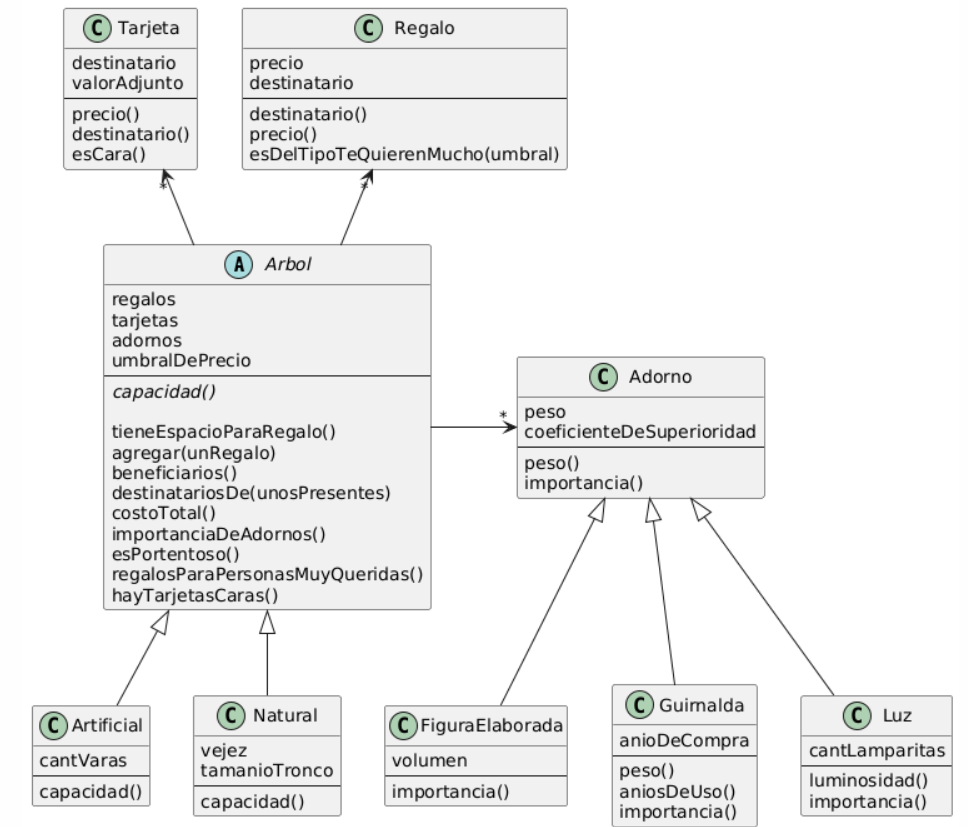 C Tarjeta
destinatario
valorAdjunto
precio()
destinatario()
esCara()
C Regalo
precio
destinatario
destinatario()
precio()
esDelTipoTeQuierenMucho(umbral)
*
*
A Arbol
regalos
tarjetas
adornos
umbralDePrecio
capacidad()
tieneEspacioParaRegalo()
agregar(unRegalo)
beneficiarios()
destinatariosDe(unosPresentes)
costoTotal()
importanciaDeAdornos()
esPortentoso()
regalosParaPersonasMuyQueridas()
hayTarjetasCaras()
*
C Adorno
peso
coeficienteDeSuperioridad
peso()
importancia()
C Artificial
cantVaras
capacidad()
C Natural
vejez
tamanioTronco
capacidad()
C FiguraElaborada
volumen
importancia()
C Guirnalda
anioDeCompra
peso()
aniosDeUso()
importancia()
C Luz
cantLamparitas
luminosidad()
importancia()